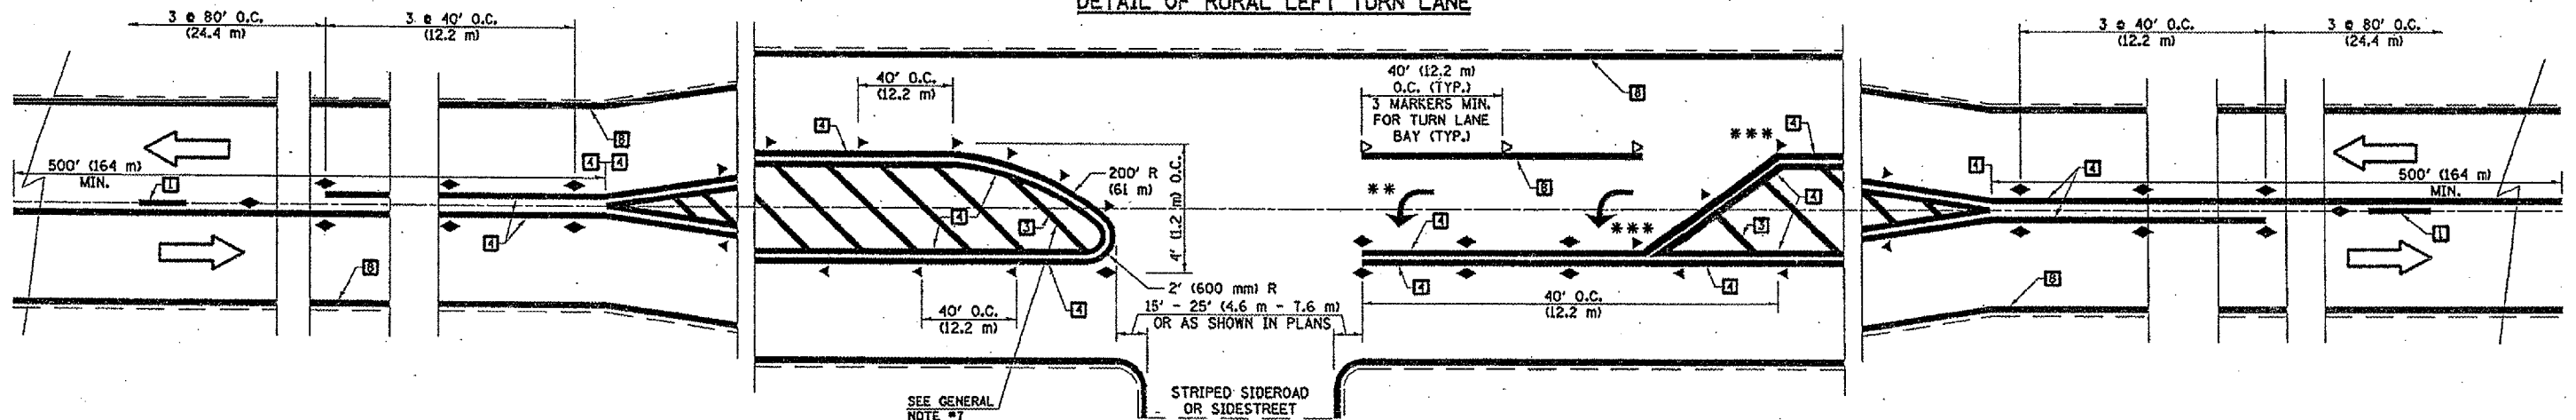 DETAIL OF RURAL LEFT TURN LANE
3 @ 80' O.C.
(24.4 m)
3 @ 40' O.C.
(12.2 m)
3 @ 40' O.C.
(12.2 m)
3 @ 80' O.C.
(24.4 m)
40' O.C.
(12.2 m)
40' (12.2 m)
O.C. (TYP.)
3 MARKERS MIN.
FOR TURN LANE
BAY (TYP.)
8
8
4
***
4
500' (164 m)
MIN.
1
4
4
200' R
(61 m)
4' (1.2 m) O.C.
8
**
4
4
4
500' (164 m)
MIN.
4
4
3
4
***
3
3
1
8
4
4
4
8
2' (600 mm) R
40' O.C.
(12.2 m)
4
15' - 25' (4.6 m - 7.6 m)
OR AS SHOWN IN PLANS
40' O.C.
(12.2 m)
SEE GENERAL
NOTE #7
STRIPED SIDEROAD
OR SIDESTREET